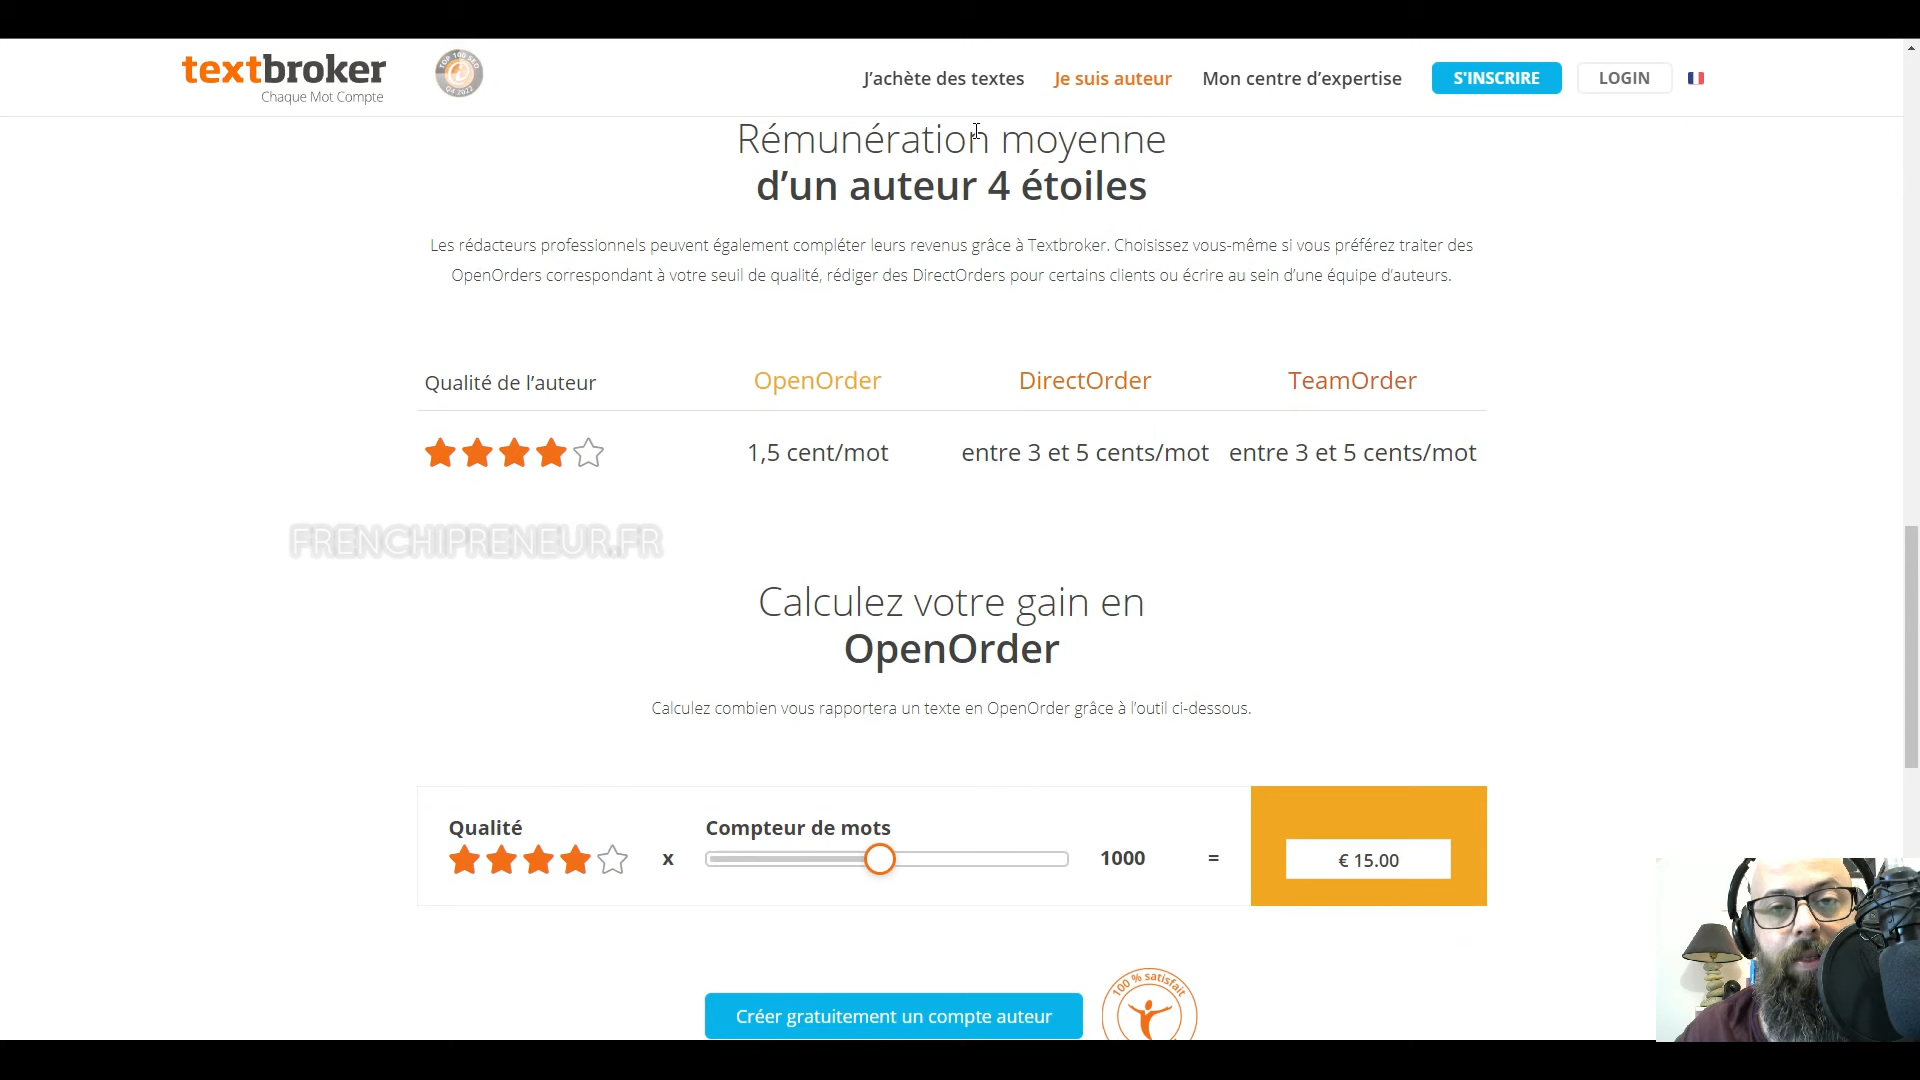 textbroker
Chaque Mot Compte
TOP 100 SEO
Q4 2022
J'achète des textes
Je suis auteur
Mon centre d'expertise
S'INSCRIRE
LOGIN
Rémunération moyenne
d'un auteur 4 étoiles
Les rédacteurs professionnels peuvent également compléter leurs revenus grâce à Textbroker. Choisissez vous-même si vous préférez traiter des
OpenOrders correspondant à votre seuil de qualité, rédiger des DirectOrders pour certains clients ou écrire au sein d'une équipe d'auteurs.
Qualité de l'auteur
OpenOrder
DirectOrder
TeamOrder
1,5 cent/mot
entre 3 et 5 cents/mot
entre 3 et 5 cents/mot
FRENCHIPRENEUR.FR
Calculez votre gain en
OpenOrder
Calculez combien vous rapportera un texte en OpenOrder grâce à l'outil ci-dessous.
Qualité
Compteur de mots
x
1000
=
€ 15.00
Créer gratuitement un compte auteur
100 % satisfait